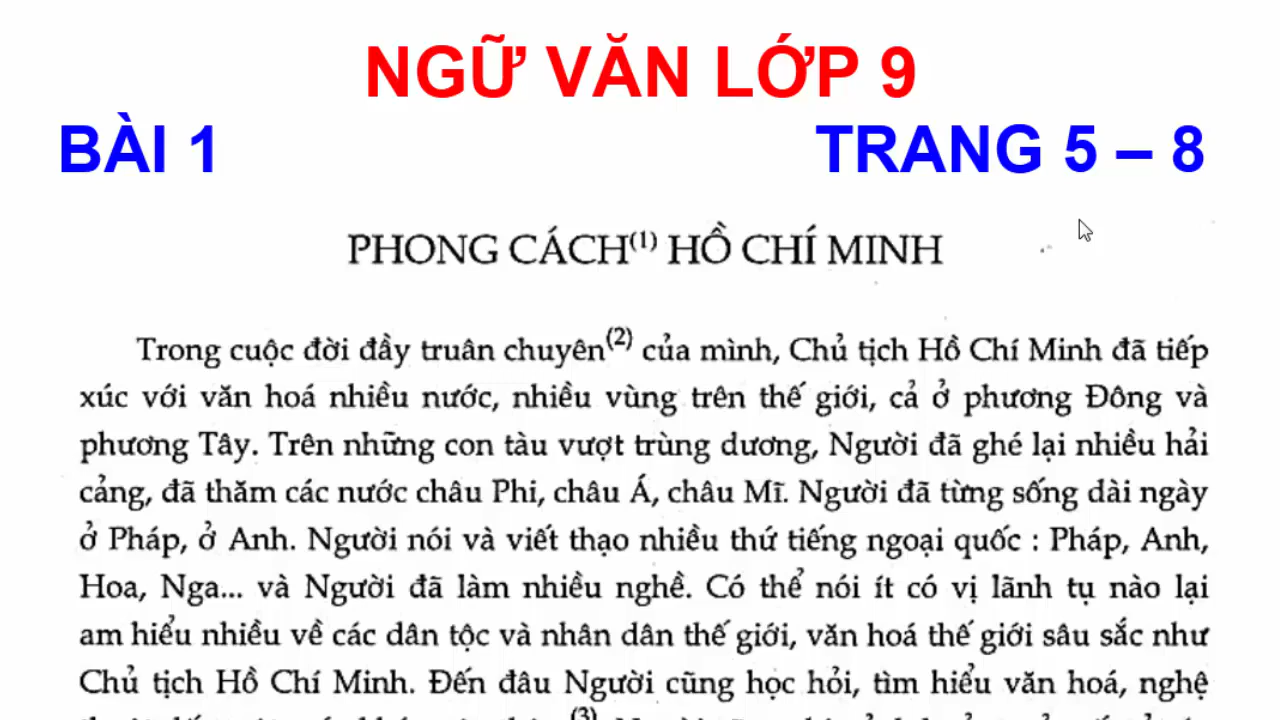 NGỮ VĂN LỚP 9
BÀI 1 TRANG 5 – 8
PHONG CÁCH(1) HỒ CHÍ MINH
Trong cuộc đời đầy truân chuyên(2) của mình, Chủ tịch Hồ Chí Minh đã tiếp
xúc với văn hoá nhiều nước, nhiều vùng trên thế giới, cả ở phương Đông và
phương Tây. Trên những con tàu vượt trùng dương, Người đã ghé lại nhiều hải
cảng, đã thăm các nước châu Phi, châu Á, châu Mĩ. Người đã từng sống dài ngày
ở Pháp, ở Anh. Người nói và viết thạo nhiều thứ tiếng ngoại quốc : Pháp, Anh,
Hoa, Nga... và Người đã làm nhiều nghề. Có thể nói ít có vị lãnh tụ nào lại
am hiểu nhiều về các dân tộc và nhân dân thế giới, văn hoá thế giới sâu sắc như
Chủ tịch Hồ Chí Minh. Đến đâu Người cũng học hỏi, tìm hiểu văn hoá, nghệ
(3)